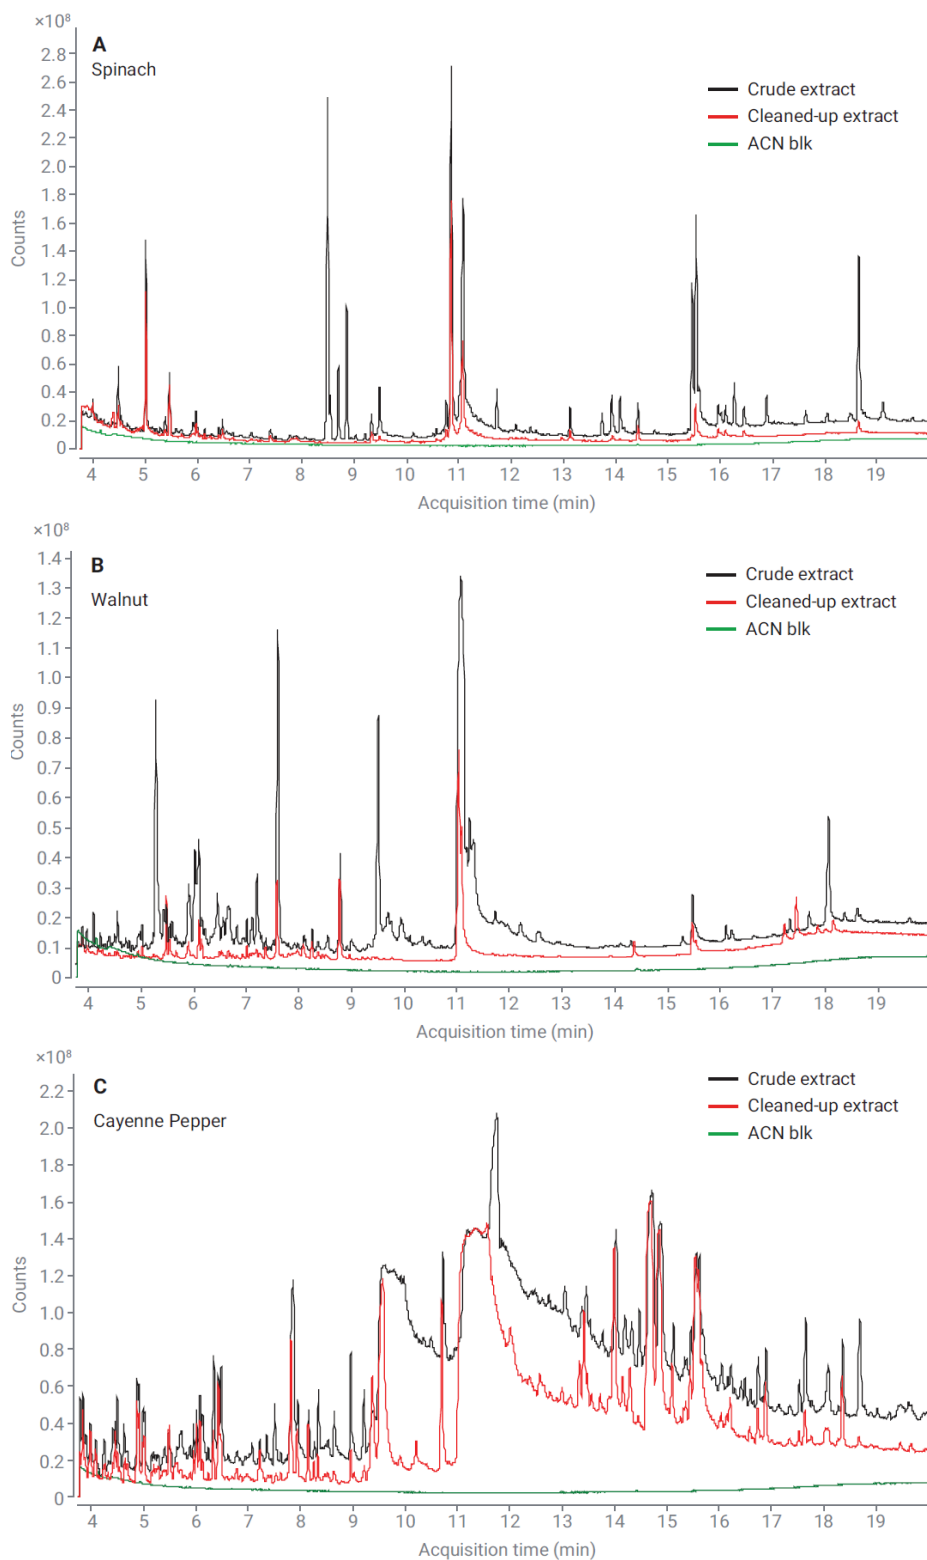 ×10⁸
A
Spinach
Crude extract
Cleaned-up extract
ACN blk
2.8
2.6
2.4
2.2
2.0
1.8
1.6
1.4
1.2
1.0
0.8
0.6
0.4
0.2
0
Counts
4 5 6 7 8 9 10 11 12 13 14 15 16 17 18 19
Acquisition time (min)
×10⁸
B
Walnut
Crude extract
Cleaned-up extract
ACN blk
1.4
1.3
1.2
1.1
1.0
0.9
0.8
0.7
0.6
0.5
0.4
0.3
0.2
0.1
0
Counts
4 5 6 7 8 9 10 11 12 13 14 15 16 17 18 19
Acquisition time (min)
×10⁸
C
Cayenne Pepper
Crude extract
Cleaned-up extract
ACN blk
2.2
2.0
1.8
1.6
1.4
1.2
1.0
0.8
0.6
0.4
0.2
0
Counts
4 5 6 7 8 9 10 11 12 13 14 15 16 17 18 19
Acquisition time (min)